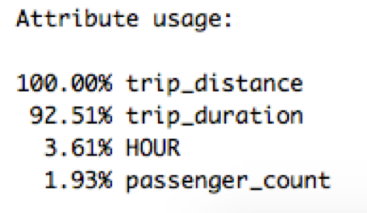 Attribute usage:
100.00% trip_distance
92.51% trip_duration
3.61% HOUR
1.93% passenger_count